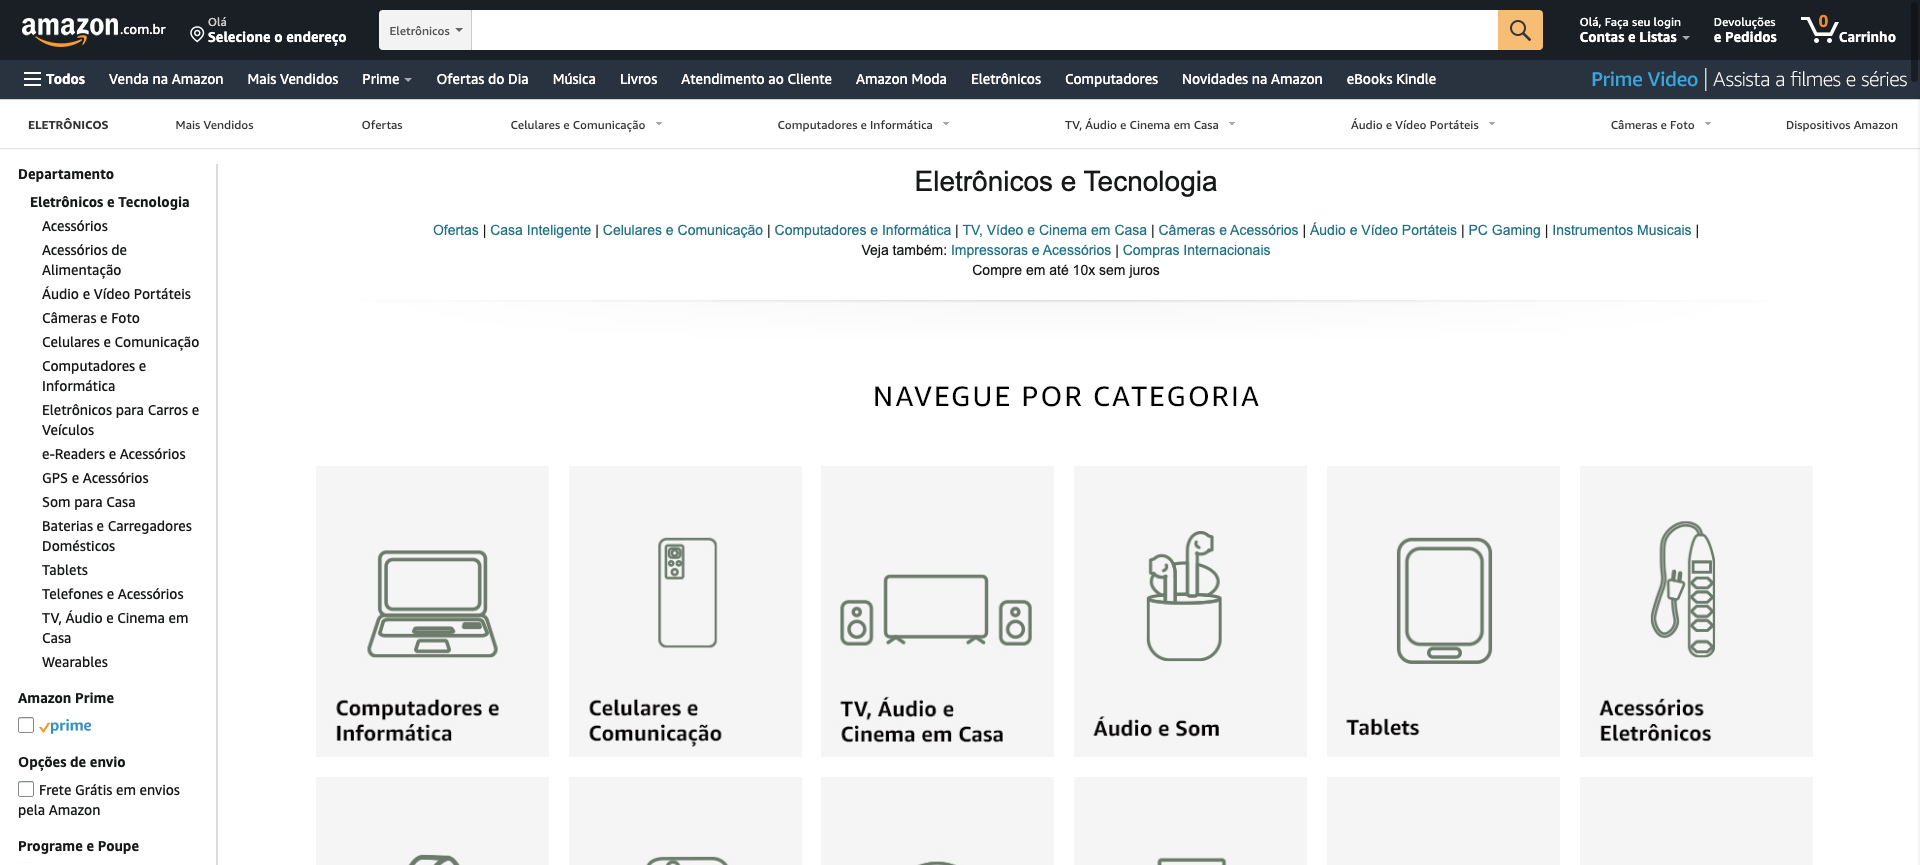 amazon.com.br
Olá
Selecione o endereço
Eletrônicos
Olá, Faça seu login
Contas e Listas
Devoluções
e Pedidos
0
Carrinho
Todos
Venda na Amazon
Mais Vendidos
Prime
Ofertas do Dia
Música
Livros
Atendimento ao Cliente
Amazon Moda
Eletrônicos
Computadores
Novidades na Amazon
eBooks Kindle
Prime Video | Assista a filmes e séries
ELETRÔNICOS
Mais Vendidos
Ofertas
Celulares e Comunicação
Computadores e Informática
TV, Áudio e Cinema em Casa
Áudio e Vídeo Portáteis
Câmeras e Foto
Dispositivos Amazon
Departamento
Eletrônicos e Tecnologia
Acessórios
Acessórios de
Alimentação
Áudio e Vídeo Portáteis
Câmeras e Foto
Celulares e Comunicação
Computadores e
Informática
Eletrônicos para Carros e
Veículos
e-Readers e Acessórios
GPS e Acessórios
Som para Casa
Baterias e Carregadores
Domésticos
Tablets
Telefones e Acessórios
TV, Áudio e Cinema em
Casa
Wearables
Amazon Prime
prime
Opções de envio
Frete Grátis em envios
pela Amazon
Programe e Poupe
Eletrônicos e Tecnologia
Ofertas | Casa Inteligente | Celulares e Comunicação | Computadores e Informática | TV, Vídeo e Cinema em Casa | Câmeras e Acessórios | Áudio e Vídeo Portáteis | PC Gaming | Instrumentos Musicais |
Veja também: Impressoras e Acessórios | Compras Internacionais
Compre em até 10x sem juros
NAVEGUE POR CATEGORIA
Computadores e
Informática
Celulares e
Comunicação
TV, Áudio e
Cinema em Casa
Áudio e Som
Tablets
Acessórios
Eletrônicos